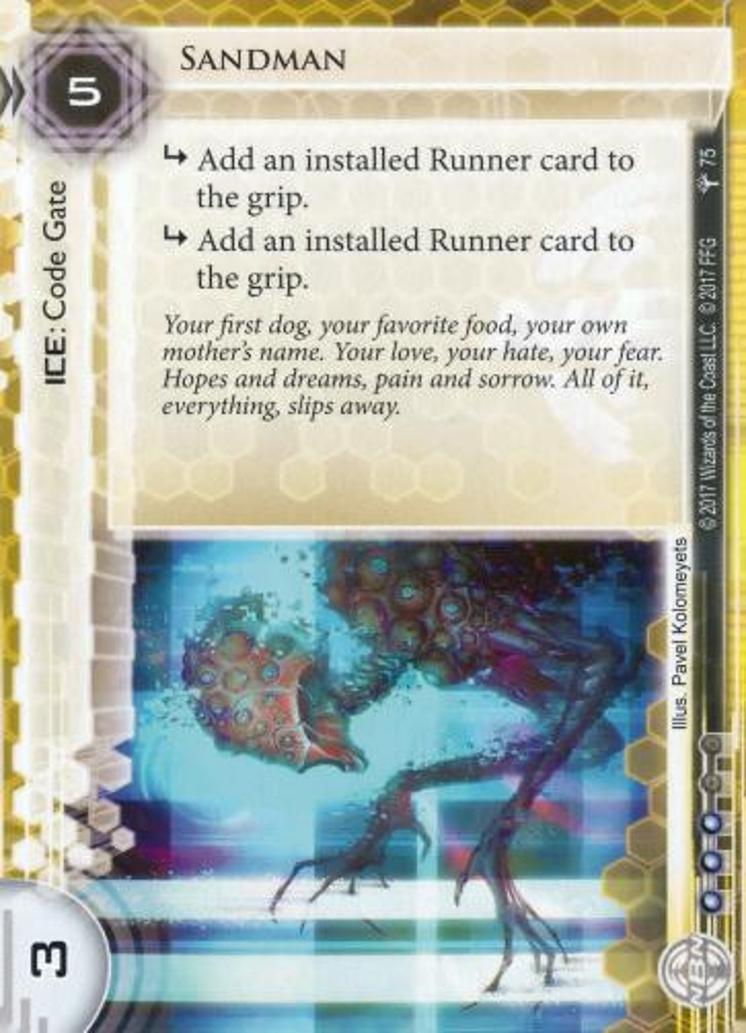 SANDMAN
5
ICE: Code Gate
↳ Add an installed Runner card to
the grip.
↳ Add an installed Runner card to
the grip.
Your first dog, your favorite food, your own
mother's name. Your love, your hate, your fear.
Hopes and dreams, pain and sorrow. All of it,
everything, slips away.
© 2017 Wizards of the Coast LLC. © 2017 FFG 75
Illus. Pavel Kolomeyets
3
NBN